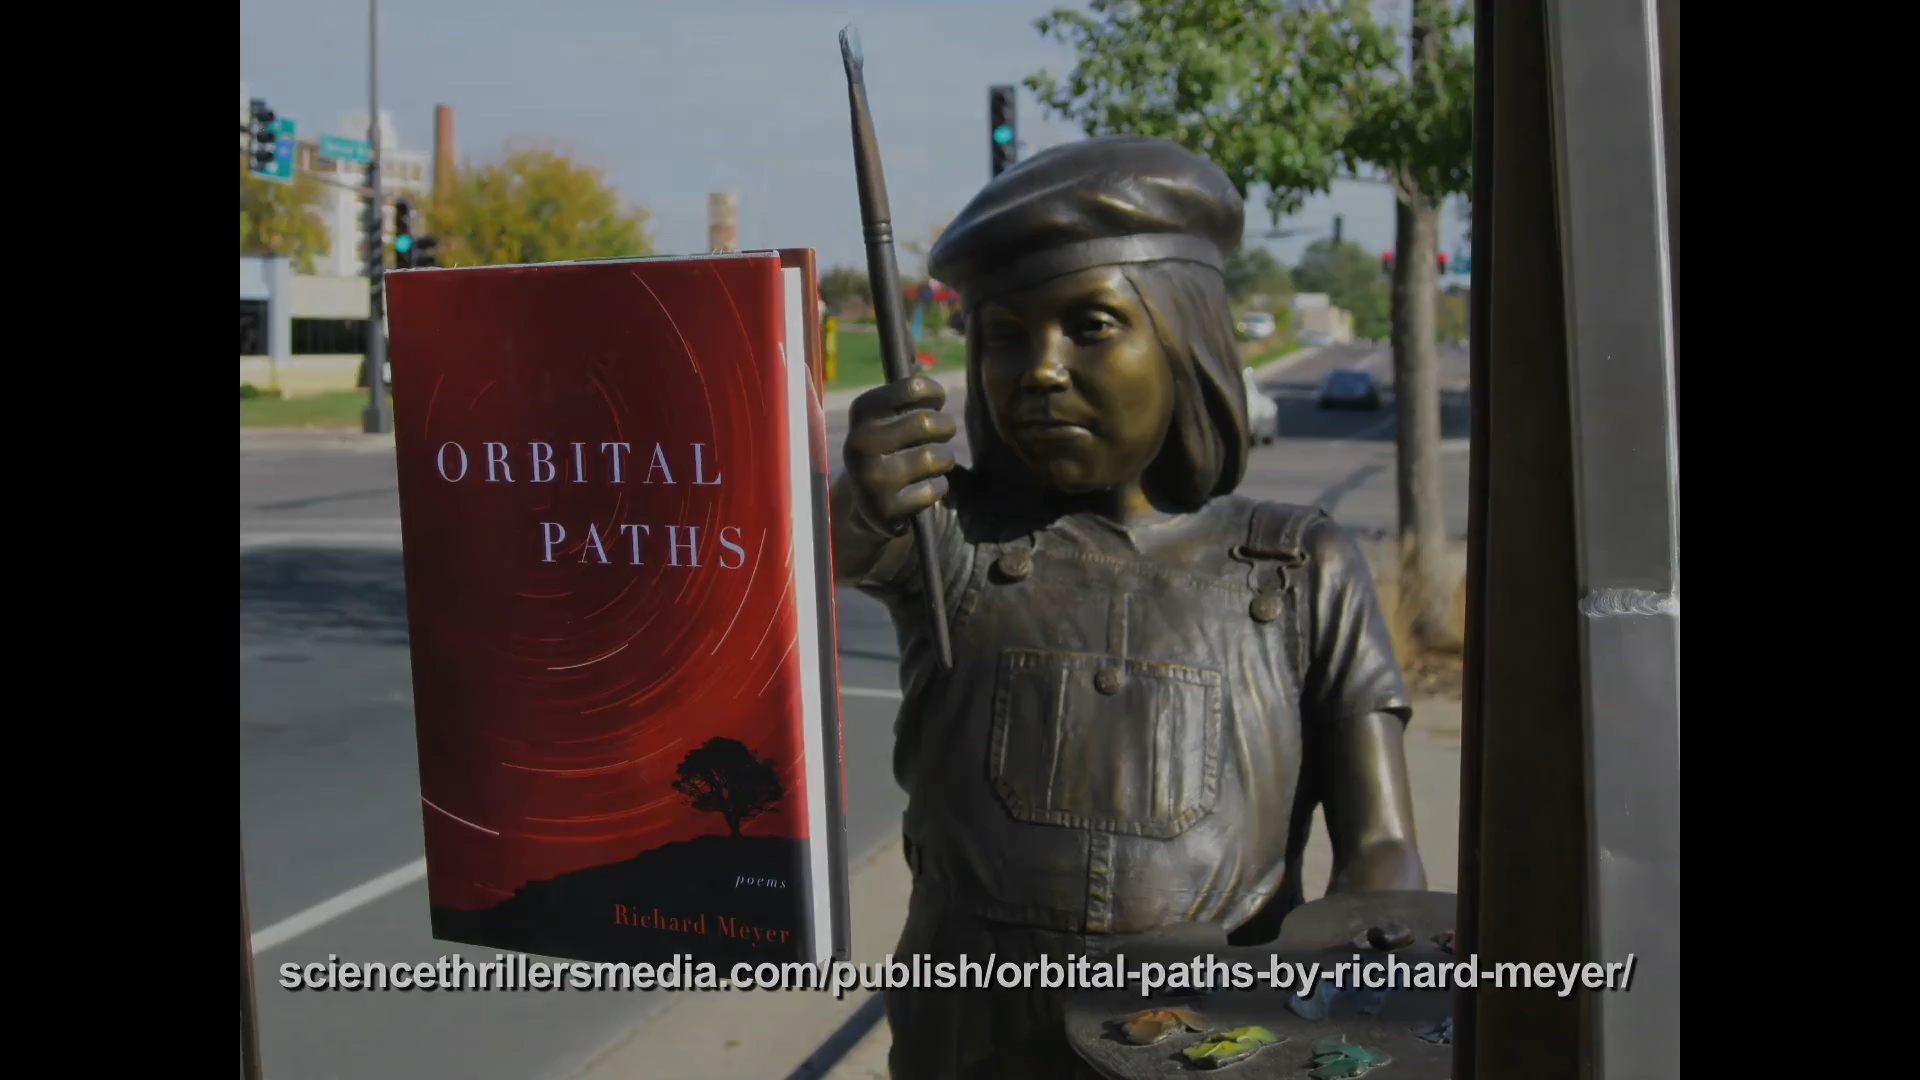 ORBITAL
PATHS
poems
Richard Meyer
sciencethrillersmedia.com/publish/orbital-paths-by-richard-meyer/